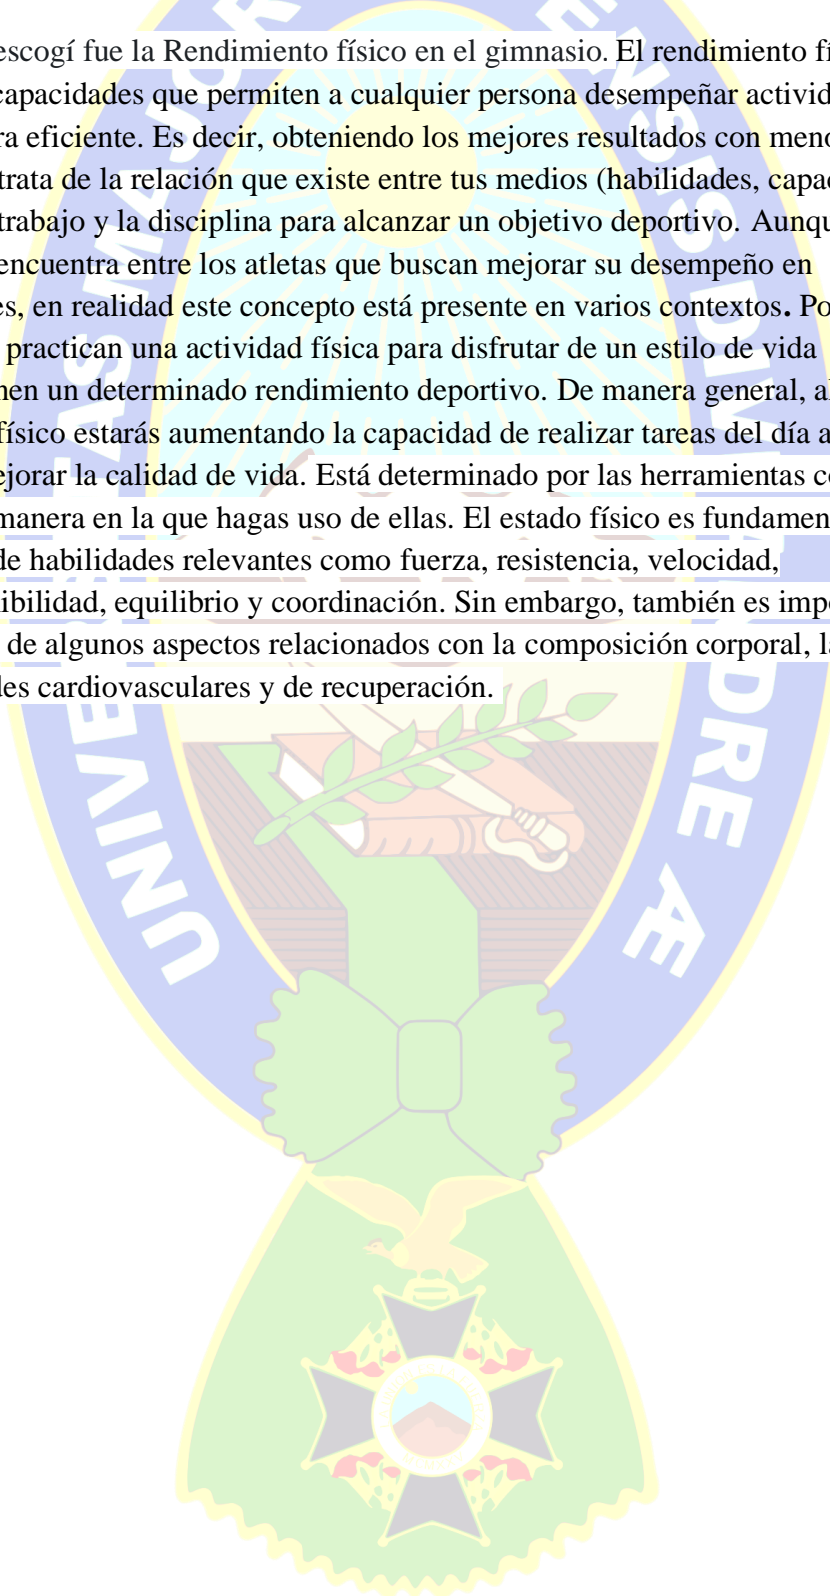 escogí fue la Rendimiento físico en el gimnasio. El rendimiento fí
capacidades que permiten a cualquier persona desempeñar activid
ra eficiente. Es decir, obteniendo los mejores resultados con meno
trata de la relación que existe entre tus medios (habilidades, capac
trabajo y la disciplina para alcanzar un objetivo deportivo. Aunqu
encuentra entre los atletas que buscan mejorar su desempeño en
es, en realidad este concepto está presente en varios contextos. Po
practican una actividad física para disfrutar de un estilo de vida
nen un determinado rendimiento deportivo. De manera general, al
físico estarás aumentando la capacidad de realizar tareas del día a
ejorar la calidad de vida. Está determinado por las herramientas co
manera en la que hagas uso de ellas. El estado físico es fundamen
de habilidades relevantes como fuerza, resistencia, velocidad,
ibilidad, equilibrio y coordinación. Sin embargo, también es impo
de algunos aspectos relacionados con la composición corporal, la
des cardiovasculares y de recuperación.
UNIVERSITAS MAJOR
ENSIS DIVI ANDRE Æ